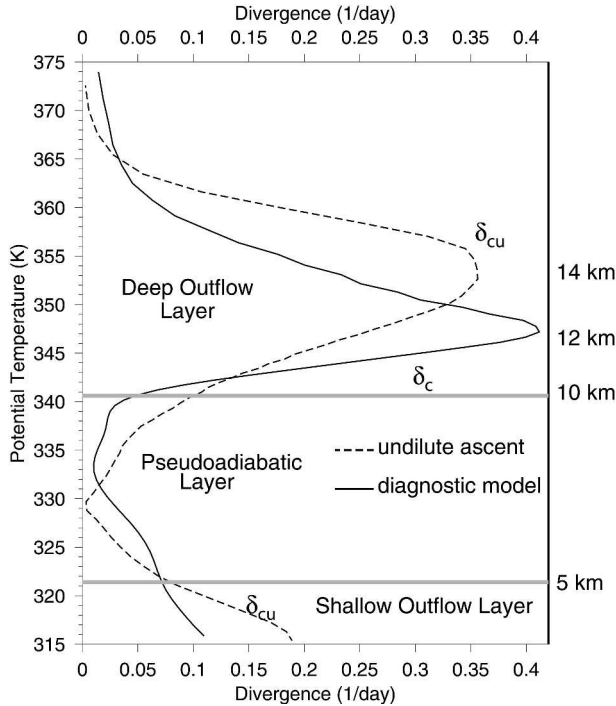 Divergence (1/day)
0 0.05 0.1 0.15 0.2 0.25 0.3 0.35 0.4
375
370
365
360
355
350
345
340
335
330
325
320
315
Potential Temperature (K)
δcu
14 km
Deep Outflow
Layer
12 km
δc
10 km
undilute ascent
Pseudoadiabatic
Layer
diagnostic model
5 km
δcu
Shallow Outflow Layer
0 0.05 0.1 0.15 0.2 0.25 0.3 0.35 0.4
Divergence (1/day)